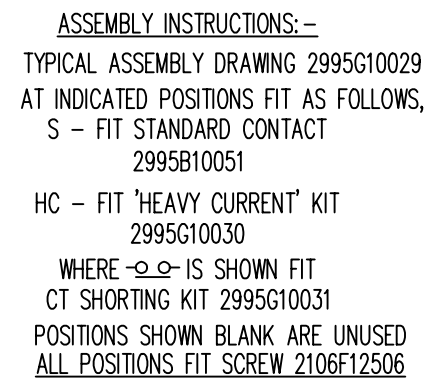 ASSEMBLY INSTRUCTIONS:-
TYPICAL ASSEMBLY DRAWING 2995G10029
AT INDICATED POSITIONS FIT AS FOLLOWS,
S - FIT STANDARD CONTACT
2995B10051
HC - FIT 'HEAVY CURRENT' KIT
2995G10030
WHERE IS SHOWN FIT
CT SHORTING KIT 2995G10031
POSITIONS SHOWN BLANK ARE UNUSED
ALL POSITIONS FIT SCREW 2106F12506